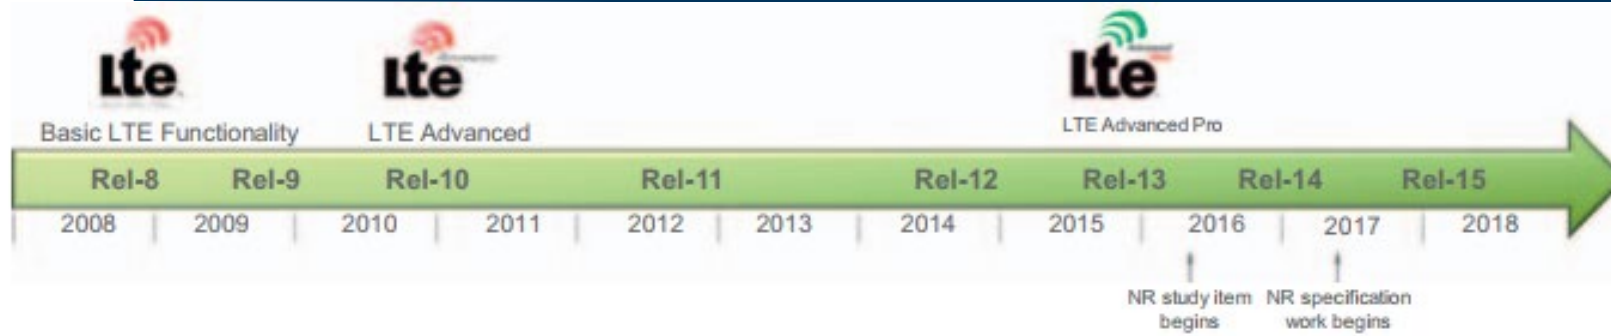 Lte
Lte
Lte
Basic LTE Functionality
LTE Advanced
LTE Advanced Pro
Rel-8 Rel-9 Rel-10 Rel-11 Rel-12 Rel-13 Rel-14 Rel-15
2008 2009 2010 2011 2012 2013 2014 2015 2016 2017 2018
NR study item
begins
NR specification
work begins